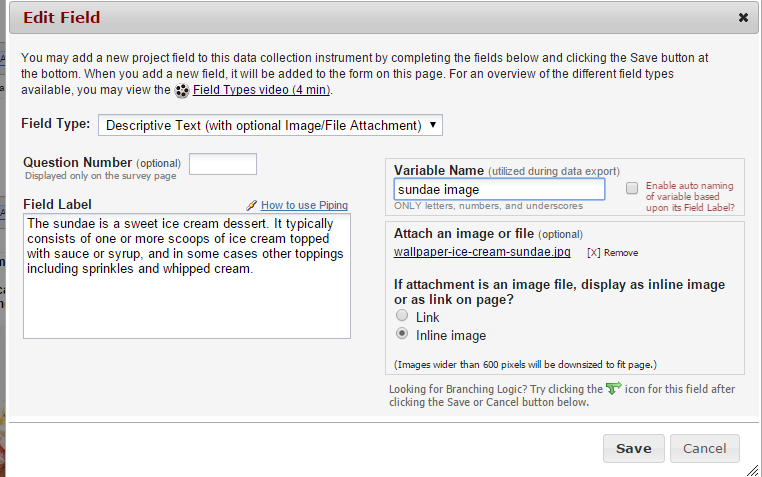 Edit Field
You may add a new project field to this data collection instrument by completing the fields below and clicking the Save button at
the bottom. When you add a new field, it will be added to the form on this page. For an overview of the different field types
available, you may view the Field Types video (4 min).
Field Type: Descriptive Text (with optional Image/File Attachment)
Question Number (optional)
Displayed only on the survey page
Field Label How to use Piping
The sundae is a sweet ice cream dessert. It typically
consists of one or more scoops of ice cream topped
with sauce or syrup, and in some cases other toppings
including sprinkles and whipped cream.
Variable Name (utilized during data export)
sundae image
ONLY letters, numbers, and underscores
Enable auto naming
of variable based
upon its Field Label?
Attach an image or file (optional)
wallpaper-ice-cream-sundae.jpg [X] Remove
If attachment is an image file, display as inline image
or as link on page?
Link
Inline image
(Images wider than 600 pixels will be downsized to fit page.)
Looking for Branching Logic? Try clicking the icon for this field after
clicking the Save or Cancel button below.
Save Cancel